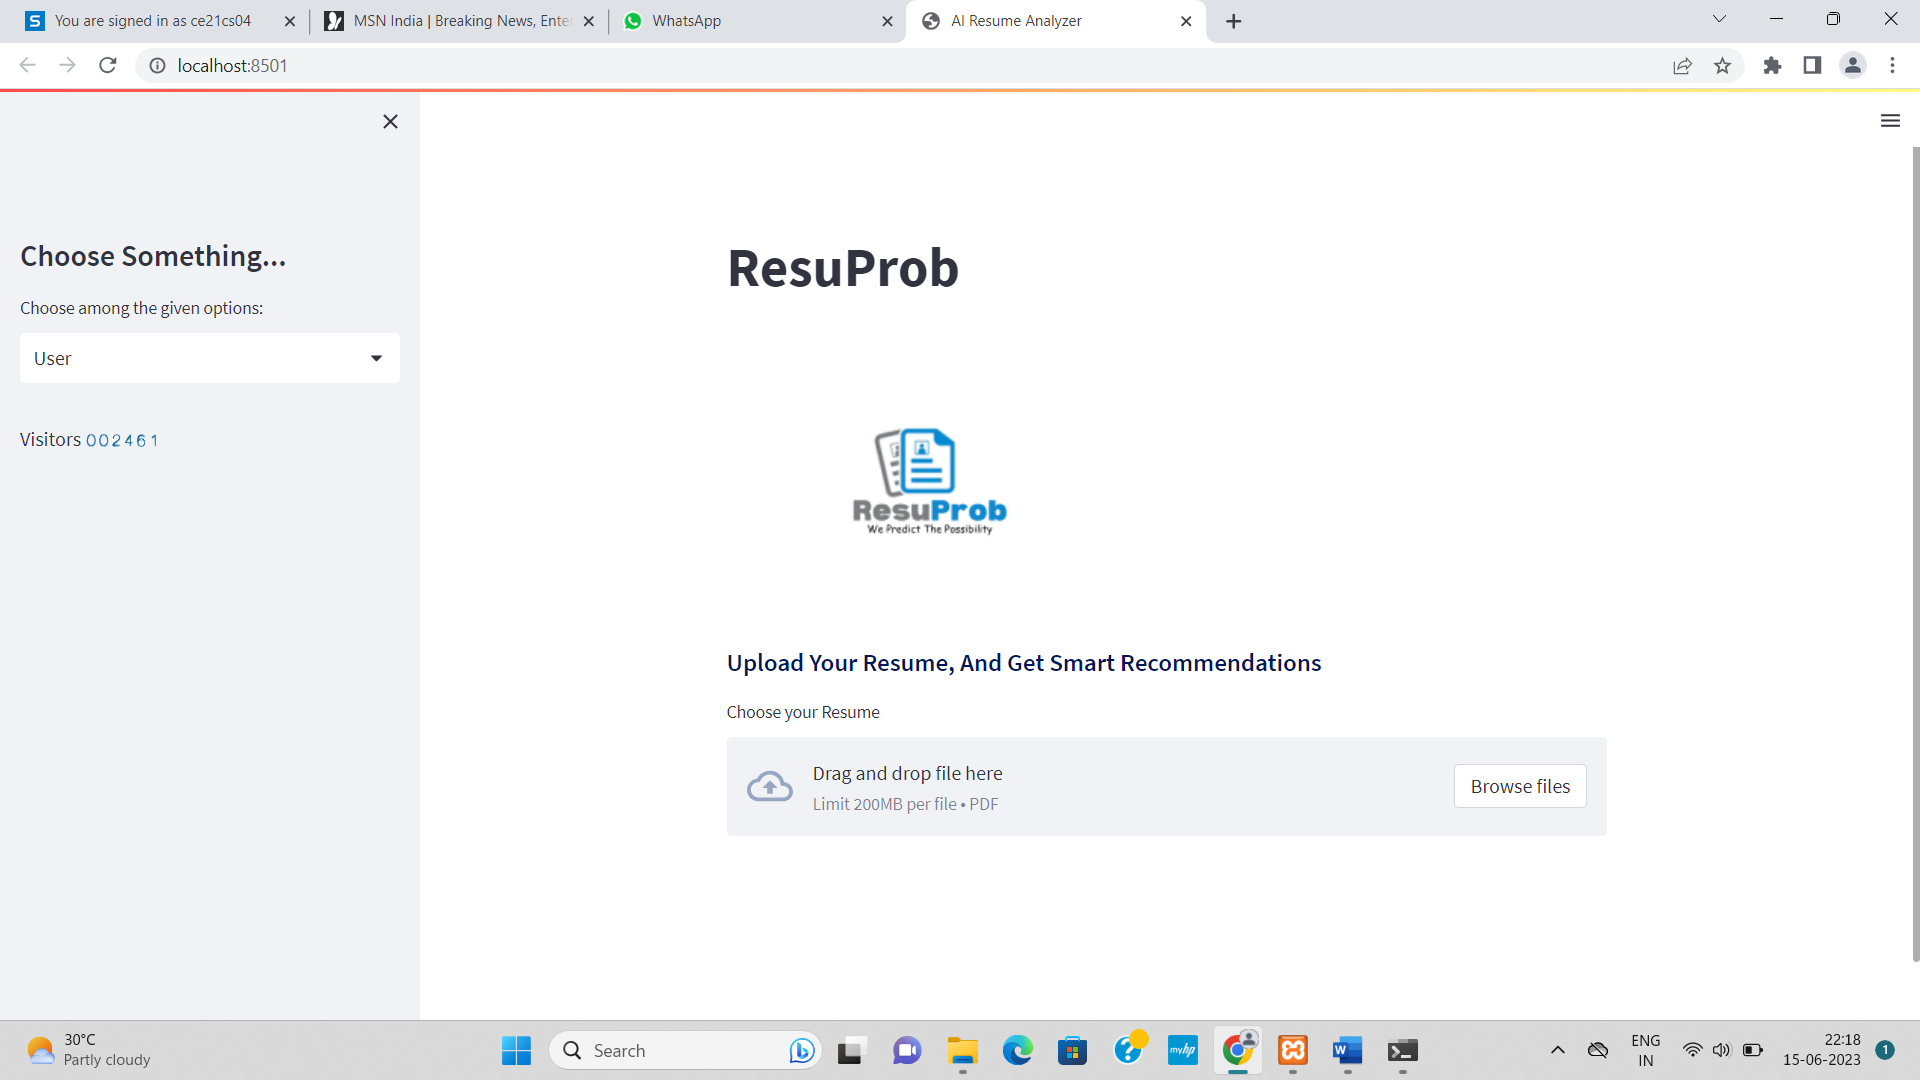 You are signed in as ce21cs04
MSN India | Breaking News, Ente
WhatsApp
AI Resume Analyzer
localhost:8501
Choose Something...
Choose among the given options:
User
Visitors 002461
ResuProb
ResuProb
We Predict The Possibility
Upload Your Resume, And Get Smart Recommendations
Choose your Resume
Drag and drop file here
Limit 200MB per file • PDF
Browse files
30°C
Partly cloudy
Search
myhp
ENG
IN
22:18
15-06-2023
1